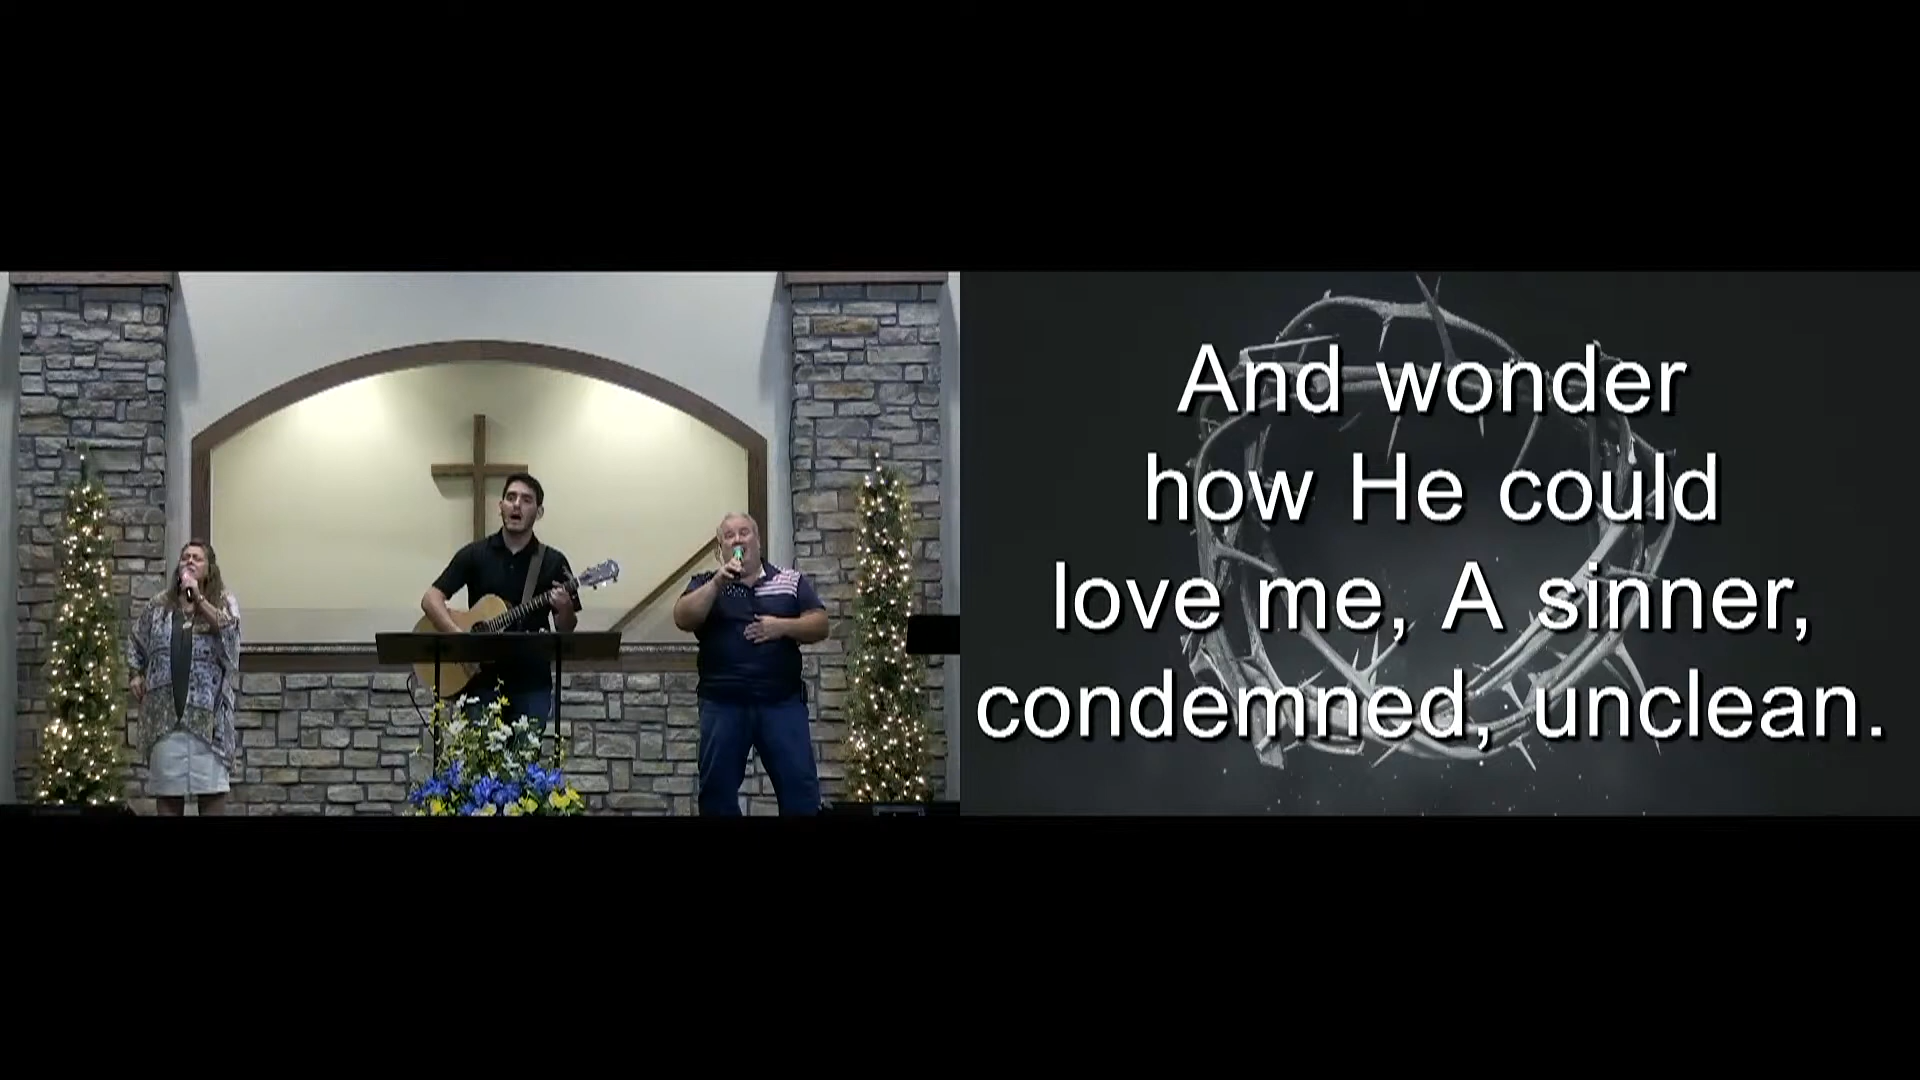 And wonder
how He could
love me, A sinner,
condemned, unclean.